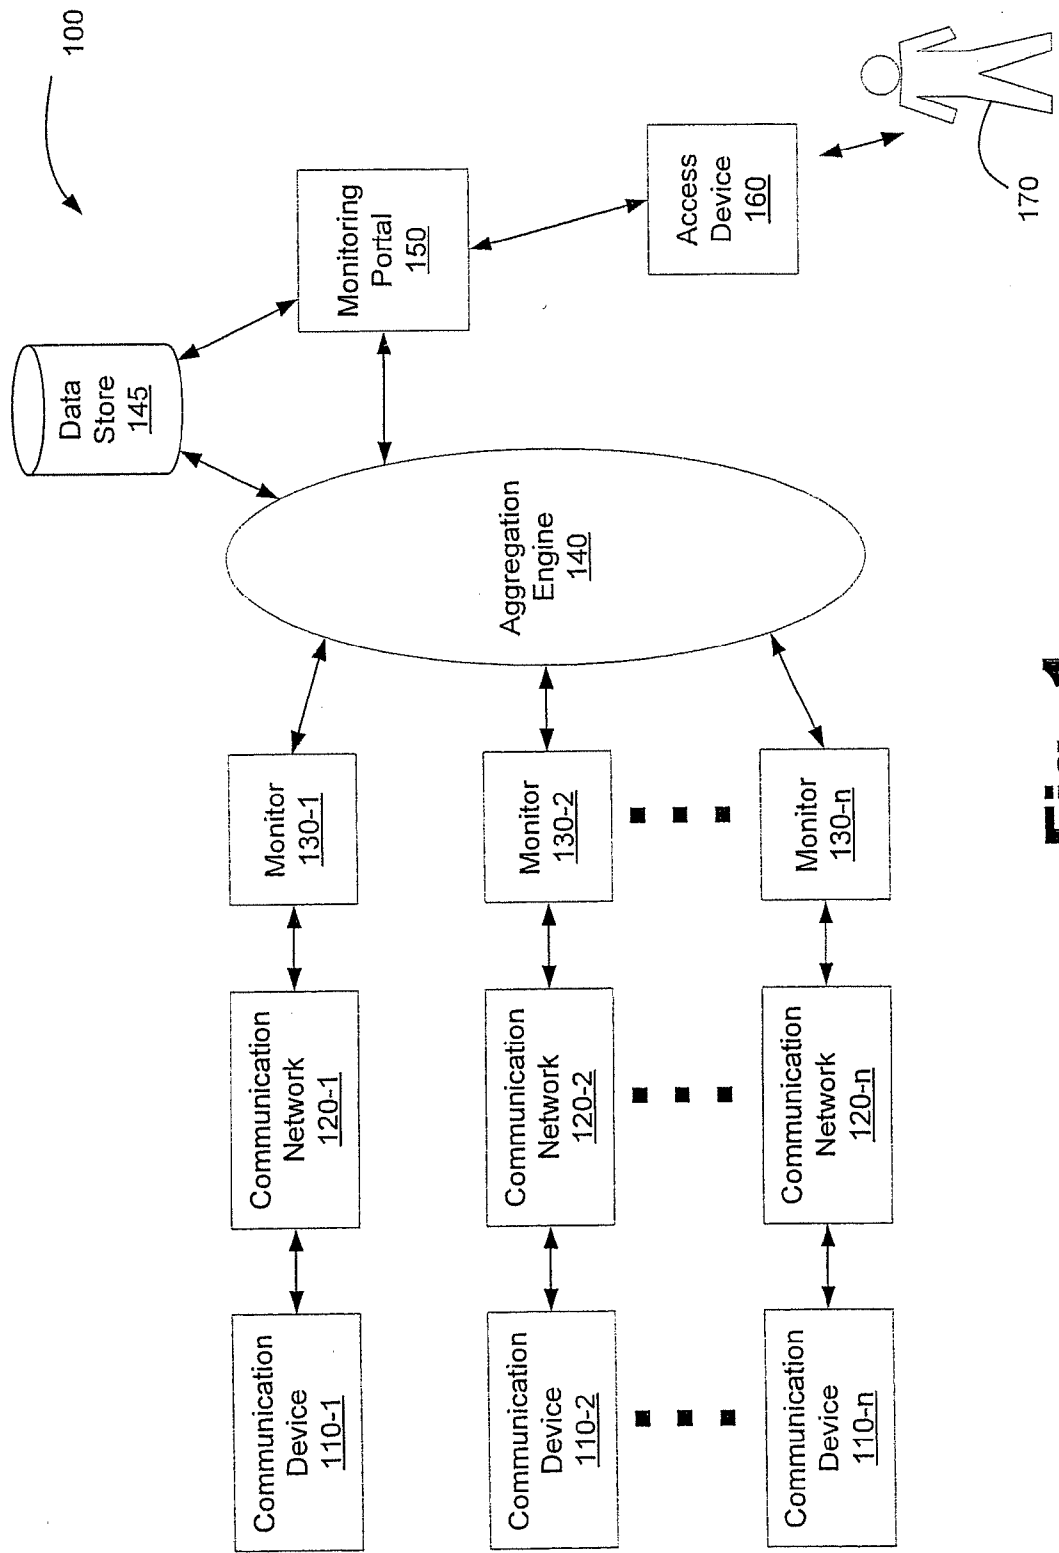 100
Data
Store
145
Monitoring
Portal
150
Access
Device
160
170
Aggregation
Engine
140
Monitor
130-1
Monitor
130-2
Monitor
130-n
Communication
Network
120-1
Communication
Network
120-2
Communication
Network
120-n
Communication
Device
110-1
Communication
Device
110-2
Communication
Device
110-n